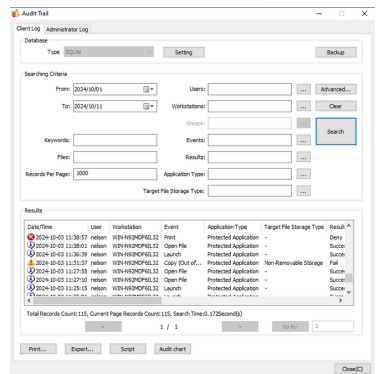 Audit Trail
Client Log Administrator Log
Database
Type SQLite Setting Backup
Searching Criteria
From: 2024/10/01 Users: ... Advanced...
To: 2024/10/11 Workstations: ... Clear
Groups: ...
Keywords: Events: ... Search
Files: Results: ...
Records Per Page: 1000 Application Type: ...
Target File Storage Type: ...
Results
Date/Time User Workstation Event Application Type Target File Storage Type Result
2024-10-03 11:38:57 nelson WIN-N92MDF6IL32 Print Protected Application - Deny
2024-10-03 11:38:01 nelson WIN-N92MDF6IL32 Open File Protected Application - Succes
2024-10-03 11:36:39 nelson WIN-N92MDF6IL32 Launch Protected Application - Succes
2024-10-03 11:31:37 nelson WIN-N92MDF6IL32 Copy (Out of... Protected Application Non-Removable Storage Fail
2024-10-03 11:27:55 nelson WIN-N92MDF6IL32 Open File Protected Application - Succes
2024-10-03 11:27:10 nelson WIN-N92MDF6IL32 Open File Protected Application - Succes
2024-10-03 11:25:15 nelson WIN-N92MDF6IL32 Launch Protected Application - Succes
Total Records Count:115, Current Page Records Count:115, Search Time:0.172Second(s)
< 1 / 1 > Go to: 1
Print... Export... Script Audit chart
Close(C)